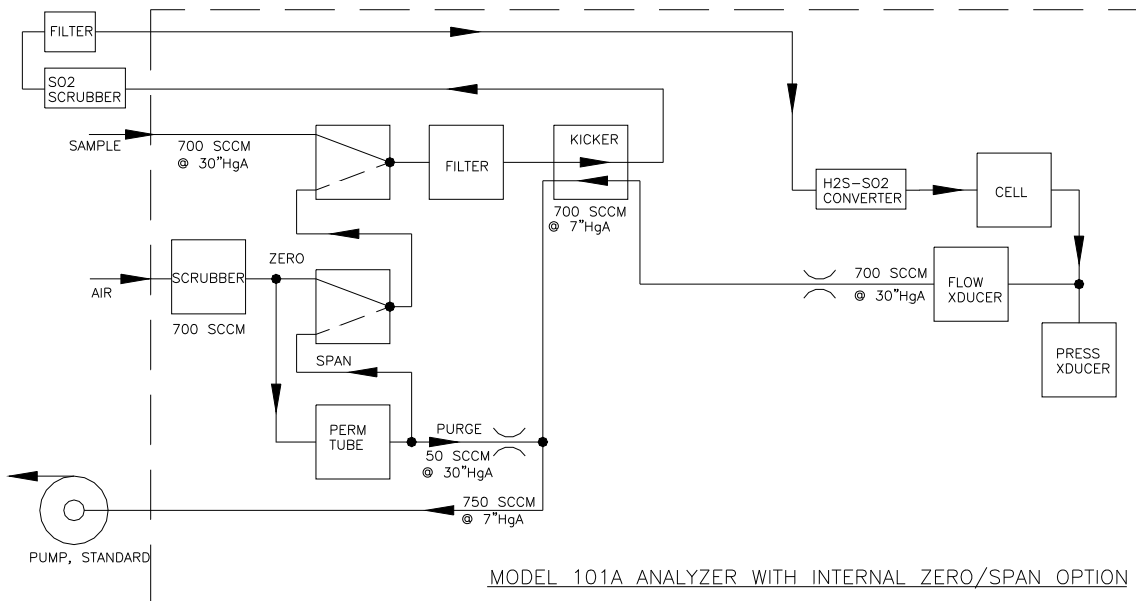 FILTER
SO2
SCRUBBER
SAMPLE
700 SCCM
@ 30"HgA
FILTER
KICKER
700 SCCM
@ 7"HgA
H2S-SO2
CONVERTER
CELL
AIR
SCRUBBER
700 SCCM
ZERO
SPAN
700 SCCM
@ 30"HgA
FLOW
XDUCER
PRESS
XDUCER
PERM
TUBE
PURGE
50 SCCM
@ 30"HgA
750 SCCM
@ 7"HgA
PUMP, STANDARD
MODEL 101A ANALYZER WITH INTERNAL ZERO/SPAN OPTION